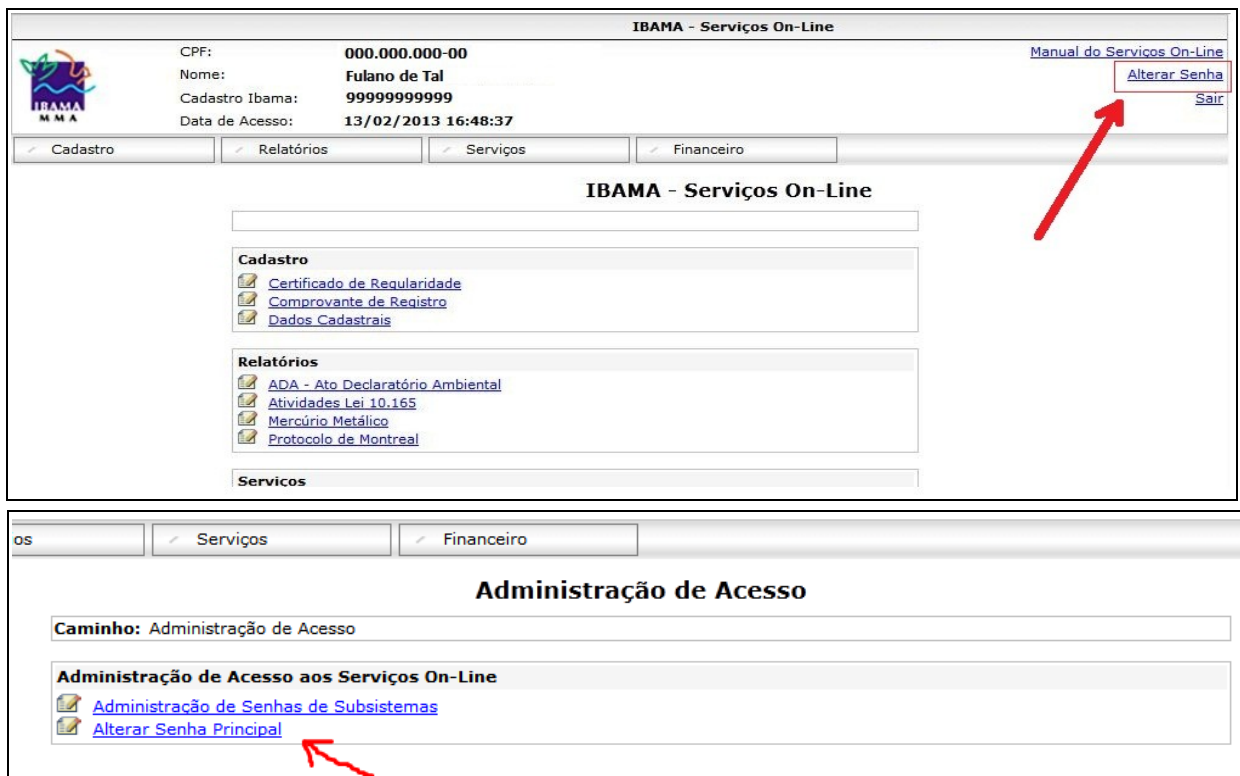 IBAMA - Serviços On-Line
IBAMA
M M A
CPF: 000.000.000-00
Nome: Fulano de Tal
Cadastro Ibama: 99999999999
Data de Acesso: 13/02/2013 16:48:37
Manual do Serviços On-Line
Alterar Senha
Sair
Cadastro Relatórios Serviços Financeiro
IBAMA - Serviços On-Line
Cadastro
Certificado de Regularidade
Comprovante de Registro
Dados Cadastrais
Relatórios
ADA - Ato Declaratório Ambiental
Atividades Lei 10.165
Mercúrio Metálico
Protocolo de Montreal
Serviços
os Serviços Financeiro
Administração de Acesso
Caminho: Administração de Acesso
Administração de Acesso aos Serviços On-Line
Administração de Senhas de Subsistemas
Alterar Senha Principal